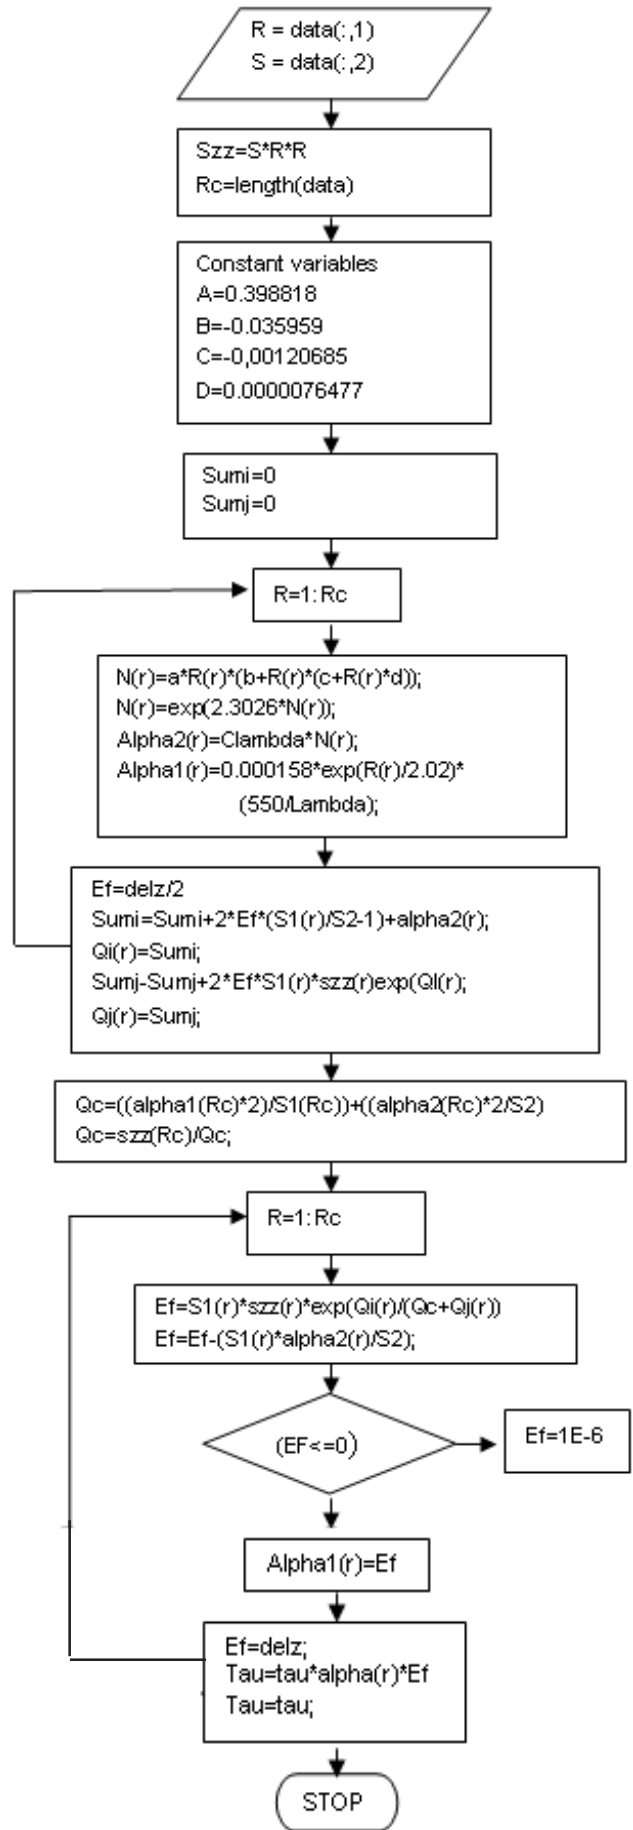 R = data(:,1)
S = data(:,2)
Szz=S*R*R
Rc=length(data)
Constant variables
A=0.398818
B=-0.035959
C=-0,00120685
D=0.0000076477
Sumi=0
Sumj=0
R=1:Rc
N(r)=a*R(r)*(b+R(r)*(c+R(r)*d));
N(r)=exp(2.3026*N(r));
Alpha2(r)=Clambda*N(r);
Alpha1(r)=0.000158*exp(R(r)/2.02)*
(550/Lambda);
Ef=delz/2
Sumi=Sumi+2*Ef*(S1(r)/S2-1)+alpha2(r);
Qi(r)=Sumi;
Sumj-Sumj+2*Ef*S1(r)*szz(r)exp(QI(r);
Qj(r)=Sumj;
Qc=((alpha1(Rc)*2)/S1(Rc))+((alpha2(Rc)*2/S2)
Qc=szz(Rc)/Qc;
R=1:Rc
Ef=S1(r)*szz(r)*exp(Qi(r)/(Qc+Qj(r))
Ef=Ef-(S1(r)*alpha2(r)/S2);
(EF<=0)
Ef=1E-6
Alpha1(r)=Ef
Ef=delz;
Tau=tau*alpha(r)*Ef
Tau=tau;
STOP